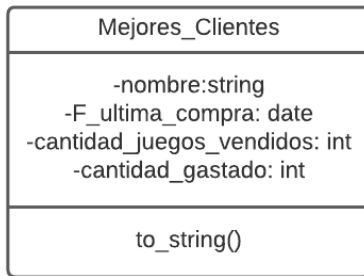 Mejores_Clientes
-nombre:string
-F_ultima_compra: date
-cantidad_juegos_vendidos: int
-cantidad_gastado: int
to_string()